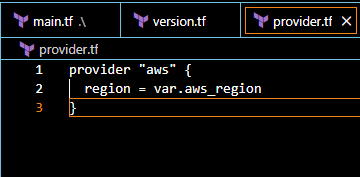 main.tf .\ version.tf provider.tf ×
provider.tf
1 provider "aws" {
2 region = var.aws_region
3 }